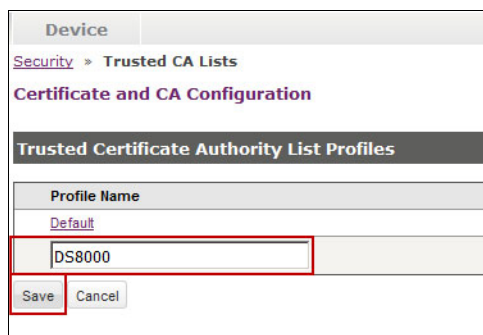 Device
Security » Trusted CA Lists
Certificate and CA Configuration
Trusted Certificate Authority List Profiles
Profile Name
Default
DS8000
Save Cancel